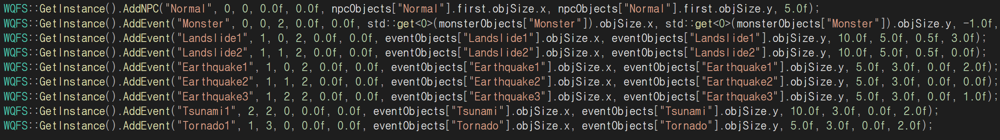 WQFS::GetInstance().AddNPC("Normal", 0, 0, 0.0f, 0.0f, npcObjects["Normal"].first.objSize.x, npcObjects["Normal"].first.objSize.y, 5.0f);
WQFS::GetInstance().AddEvent("Monster", 0, 0, 2, 0.0f, 0.0f, std::get<0>(monsterObjects["Monster"]).objSize.x, std::get<0>(monsterObjects["Monster"]).objSize.y, -1.0f,
WQFS::GetInstance().AddEvent("Landslide1", 1, 0, 2, 0.0f, 0.0f, eventObjects["Landslide1"].objSize.x, eventObjects["Landslide1"].objSize.y, 10.0f, 5.0f, 0.5f, 3.0f);
WQFS::GetInstance().AddEvent("Landslide2", 1, 1, 2, 0.0f, 0.0f, eventObjects["Landslide2"].objSize.x, eventObjects["Landslide2"].objSize.y, 10.0f, 5.0f, 0.5f, 0.0f);
WQFS::GetInstance().AddEvent("Earthquake1", 1, 0, 2, 0.0f, 0.0f, eventObjects["Earthquake1"].objSize.x, eventObjects["Earthquake1"].objSize.y, 5.0f, 3.0f, 0.0f, 2.0f);
WQFS::GetInstance().AddEvent("Earthquake2", 1, 1, 2, 0.0f, 0.0f, eventObjects["Earthquake2"].objSize.x, eventObjects["Earthquake2"].objSize.y, 5.0f, 3.0f, 0.0f, 0.0f);
WQFS::GetInstance().AddEvent("Earthquake3", 1, 2, 2, 0.0f, 0.0f, eventObjects["Earthquake3"].objSize.x, eventObjects["Earthquake3"].objSize.y, 5.0f, 3.0f, 0.0f, 1.0f);
WQFS::GetInstance().AddEvent("Tsunami1", 2, 2, 0, 0.0f, 0.0f, eventObjects["Tsunami"].objSize.x, eventObjects["Tsunami"].objSize.y, 10.0f, 3.0f, 0.0f, 2.0f);
WQFS::GetInstance().AddEvent("Tornado1", 1, 3, 0, 0.0f, 0.0f, eventObjects["Tornado"].objSize.x, eventObjects["Tornado"].objSize.y, 5.0f, 3.0f, 0.0f, 2.0f);